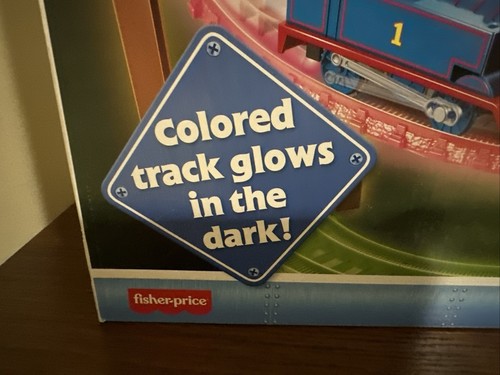 1
Colored
track glows
in the
dark!
fisher-price